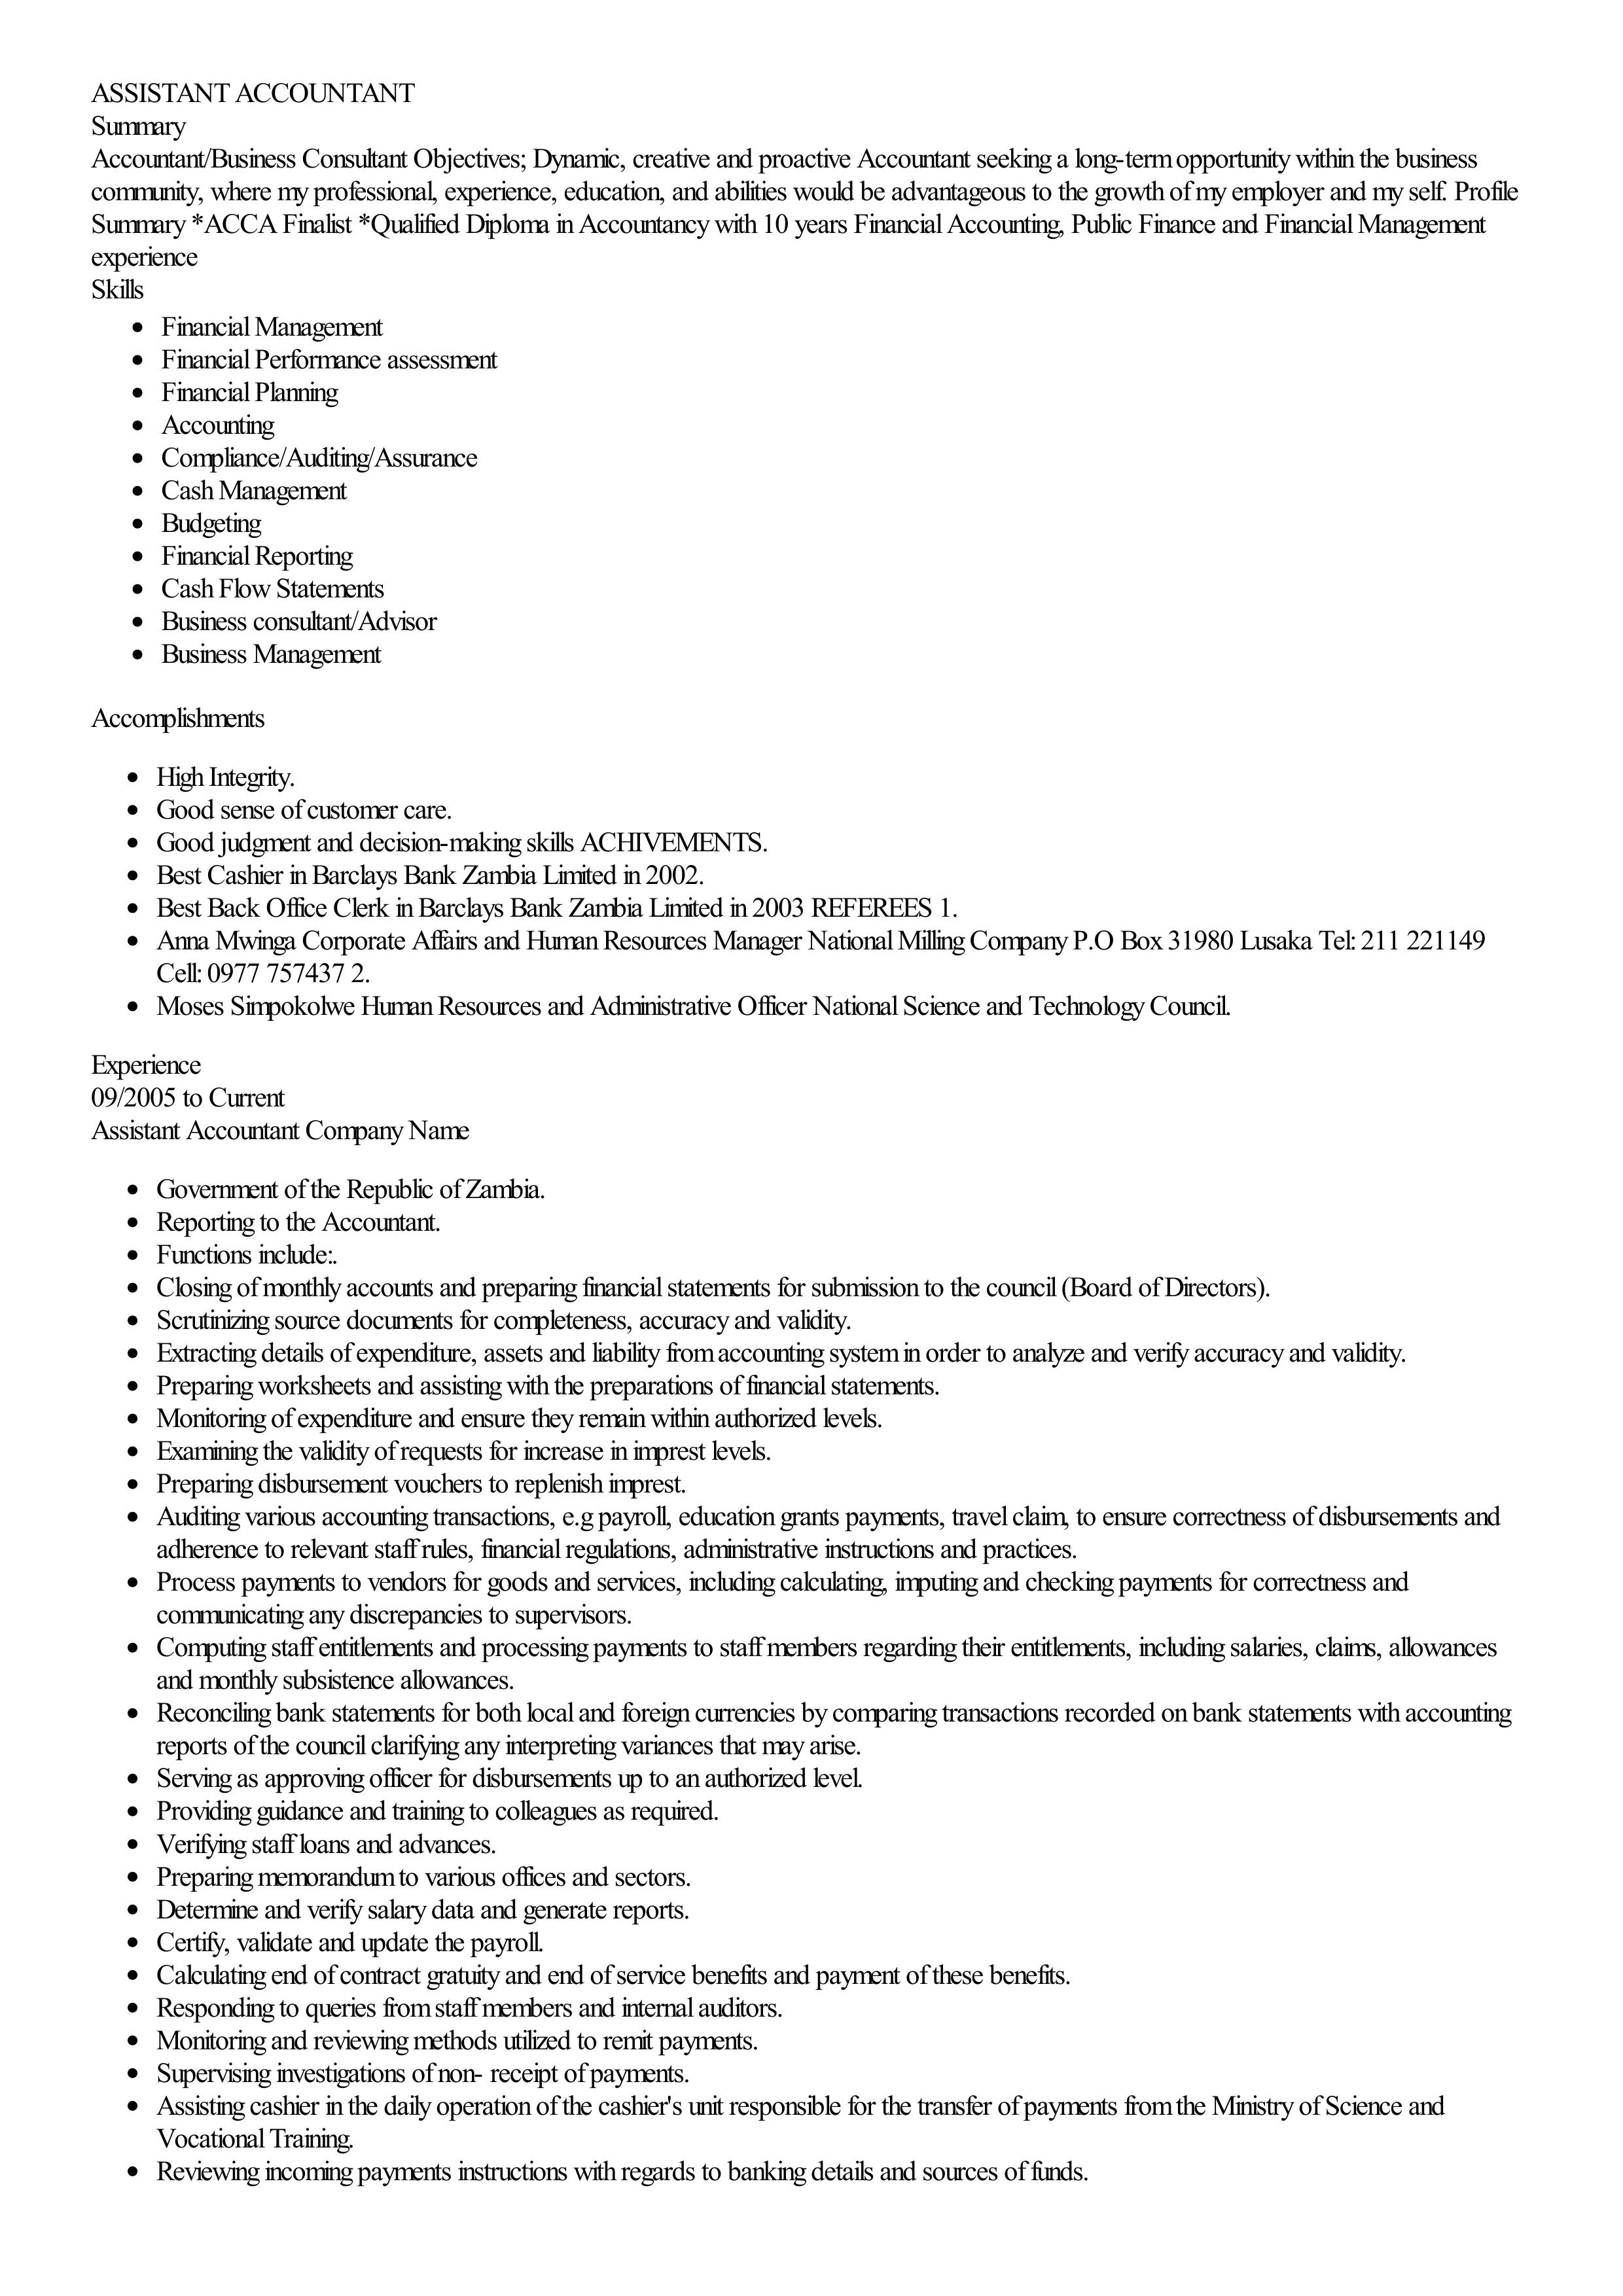 ASSISTANT ACCOUNTANT
Summary
Accountant/Business Consultant Objectives; Dynamic, creative and proactive Accountant seeking a long-term opportunity within the business
community, where my professional, experience, education, and abilities would be advantageous to the growth of my employer and my self. Profile
Summary *ACCA Finalist *Qualified Diploma in Accountancy with 10 years Financial Accounting, Public Finance and Financial Management
experience
Skills
• Financial Management
• Financial Performance assessment
• Financial Planning
• Accounting
• Compliance/Auditing/Assurance
• Cash Management
• Budgeting
• Financial Reporting
• Cash Flow Statements
• Business consultant/Advisor
• Business Management
Accomplishments
• High Integrity.
• Good sense of customer care.
• Good judgment and decision-making skills ACHIVEMENTS.
• Best Cashier in Barclays Bank Zambia Limited in 2002.
• Best Back Office Clerk in Barclays Bank Zambia Limited in 2003 REFEREES 1.
• Anna Mwinga Corporate Affairs and Human Resources Manager National Milling Company P.O Box 31980 Lusaka Tel: 211 221149
Cell: 0977 757437 2.
• Moses Simpokolwe Human Resources and Administrative Officer National Science and Technology Council.
Experience
09/2005 to Current
Assistant Accountant Company Name
• Government of the Republic of Zambia.
• Reporting to the Accountant.
• Functions include:.
• Closing of monthly accounts and preparing financial statements for submission to the council (Board of Directors).
• Scrutinizing source documents for completeness, accuracy and validity.
• Extracting details of expenditure, assets and liability from accounting system in order to analyze and verify accuracy and validity.
• Preparing worksheets and assisting with the preparations of financial statements.
• Monitoring of expenditure and ensure they remain within authorized levels.
• Examining the validity of requests for increase in imprest levels.
• Preparing disbursement vouchers to replenish imprest.
• Auditing various accounting transactions, e.g payroll, education grants payments, travel claim, to ensure correctness of disbursements and
adherence to relevant staff rules, financial regulations, administrative instructions and practices.
• Process payments to vendors for goods and services, including calculating, imputing and checking payments for correctness and
communicating any discrepancies to supervisors.
• Computing staff entitlements and processing payments to staff members regarding their entitlements, including salaries, claims, allowances
and monthly subsistence allowances.
• Reconciling bank statements for both local and foreign currencies by comparing transactions recorded on bank statements with accounting
reports of the council clarifying any interpreting variances that may arise.
• Serving as approving officer for disbursements up to an authorized level.
• Providing guidance and training to colleagues as required.
• Verifying staff loans and advances.
• Preparing memorandum to various offices and sectors.
• Determine and verify salary data and generate reports.
• Certify, validate and update the payroll.
• Calculating end of contract gratuity and end of service benefits and payment of these benefits.
• Responding to queries from staff members and internal auditors.
• Monitoring and reviewing methods utilized to remit payments.
• Supervising investigations of non- receipt of payments.
• Assisting cashier in the daily operation of the cashier's unit responsible for the transfer of payments from the Ministry of Science and
Vocational Training.
• Reviewing incoming payments instructions with regards to banking details and sources of funds.